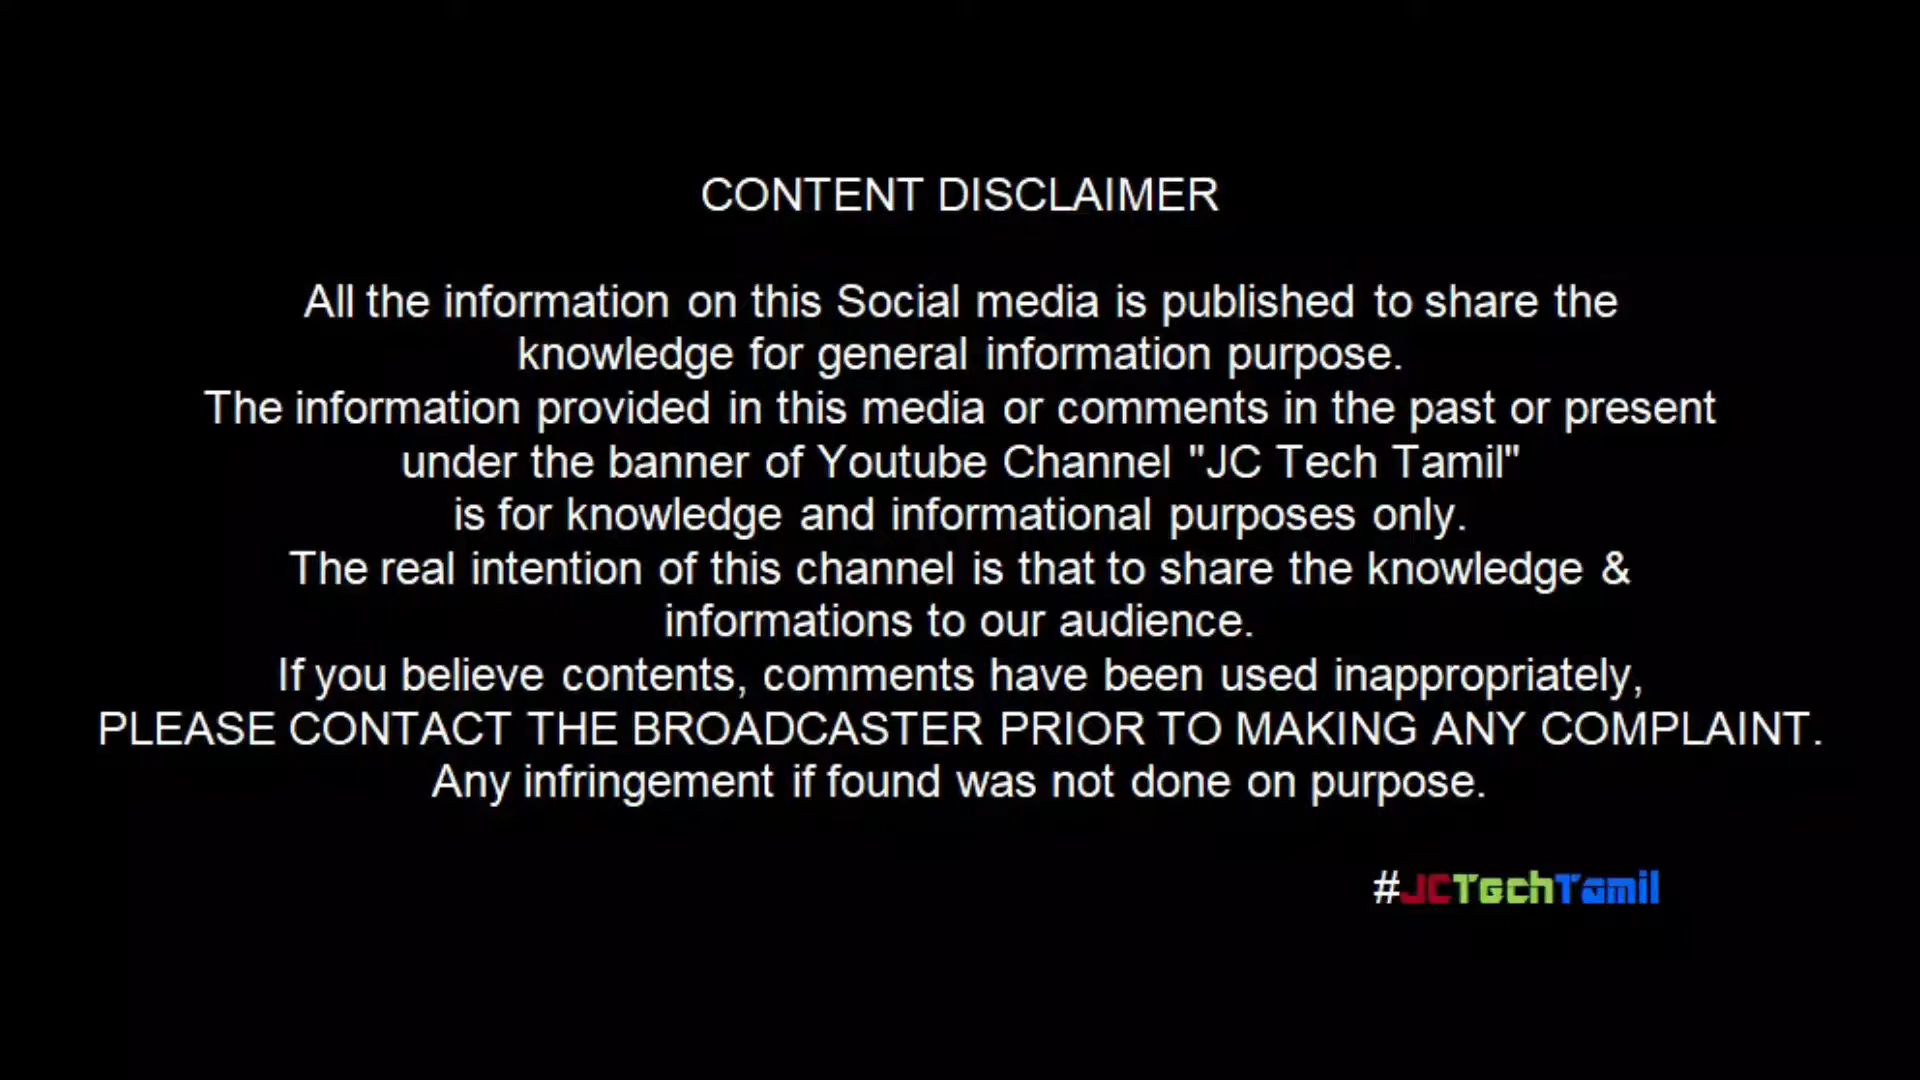 CONTENT DISCLAIMER
All the information on this Social media is published to share the
knowledge for general information purpose.
The information provided in this media or comments in the past or present
under the banner of Youtube Channel "JC Tech Tamil"
is for knowledge and informational purposes only.
The real intention of this channel is that to share the knowledge &
informations to our audience.
If you believe contents, comments have been used inappropriately,
PLEASE CONTACT THE BROADCASTER PRIOR TO MAKING ANY COMPLAINT.
Any infringement if found was not done on purpose.
#JCTechTamil